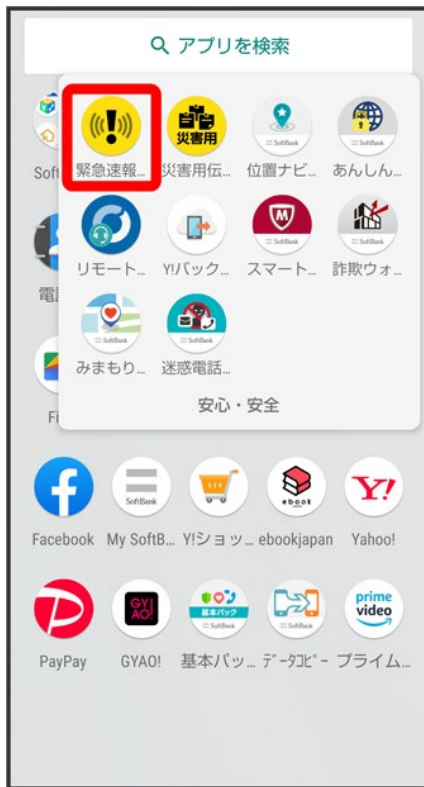 アプリを検索
災害用
SoftBank
SoftBank
Soft
緊急速報...
災害用伝...
位置ナビ...
あんしん...
SoftBank
SoftBank
リモート...
Y!バック...
スマート...
詐欺ウォ...
電
SoftBank
SoftBank
みまもり...
迷惑電話...
安心・安全
Fi
SoftBank
ebook
Y!
Facebook
My SoftB...
Y!ショッ...
ebookjapan
Yahoo!
GYAO!
基本パック
SoftBank
SoftBank
prime
video
PayPay
GYAO!
基本パッ...
データコピー
プライム...